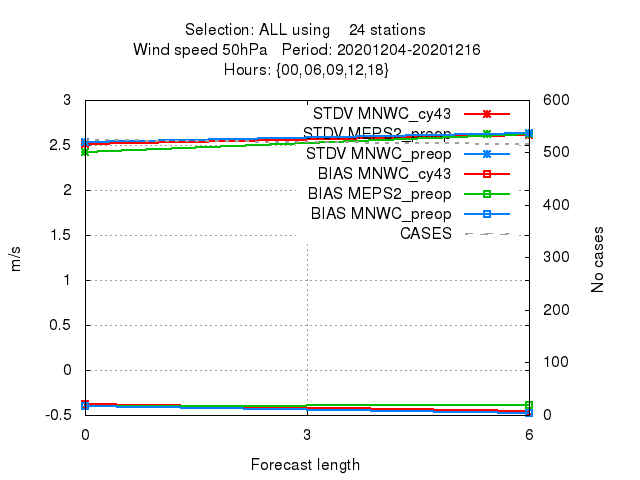 Selection: ALL using 24 stations
Wind speed 50hPa Period: 20201204-20201216
Hours: {00,06,09,12,18}
3
2.5
2
1.5
1
0.5
0
-0.5
m/s
STDV MNWC_cy43
STDV MEPS2_preop
STDV MNWC_preop
BIAS MNWC_cy43
BIAS MEPS2_preop
BIAS MNWC_preop
CASES
600
500
400
300
200
100
0
No cases
0 3 6
Forecast length